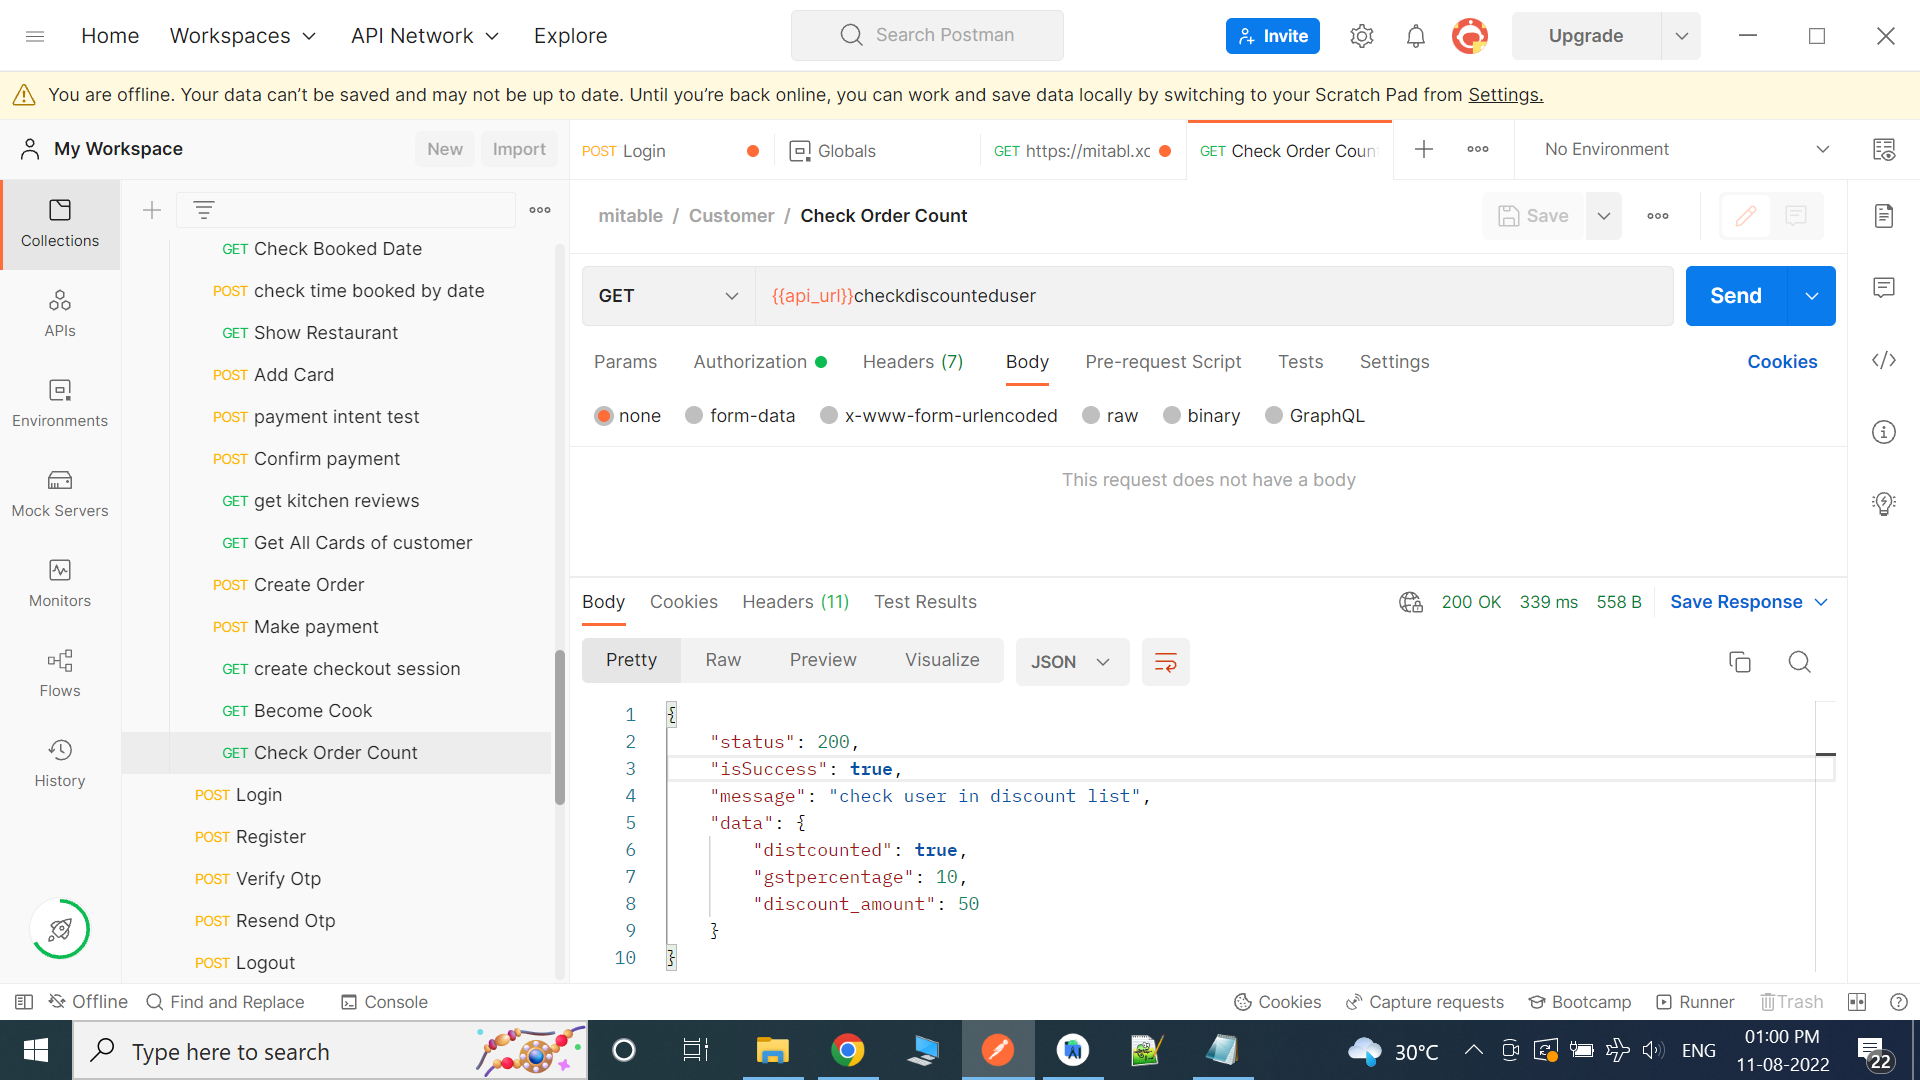 Home Workspaces API Network Explore Search Postman Invite Upgrade
You are offline. Your data can't be saved and may not be up to date. Until you're back online, you can work and save data locally by switching to your Scratch Pad from Settings.
My Workspace New Import POST Login Globals GET https://mitabl.xc GET Check Order Coun No Environment
mitable / Customer / Check Order Count Save
Collections
APIs
Environments
Mock Servers
Monitors
Flows
History
GET Check Booked Date
POST check time booked by date
GET Show Restaurant
POST Add Card
POST payment intent test
POST Confirm payment
GET get kitchen reviews
GET Get All Cards of customer
POST Create Order
POST Make payment
GET create checkout session
GET Become Cook
GET Check Order Count
POST Login
POST Register
POST Verify Otp
POST Resend Otp
POST Logout
GET {{api_url}}checkdiscounteduser Send
Params Authorization Headers (7) Body Pre-request Script Tests Settings Cookies
none form-data x-www-form-urlencoded raw binary GraphQL
This request does not have a body
Body Cookies Headers (11) Test Results 200 OK 339 ms 558 B Save Response
Pretty Raw Preview Visualize JSON
1 {
2 "status": 200,
3 "isSuccess": true,
4 "message": "check user in discount list",
5 "data": {
6 "distcounted": true,
7 "gstpercentage": 10,
8 "discount_amount": 50
9 }
10 }
Offline Find and Replace Console Cookies Capture requests Bootcamp Runner Trash
Type here to search 30°C ENG 01:00 PM
11-08-2022 22